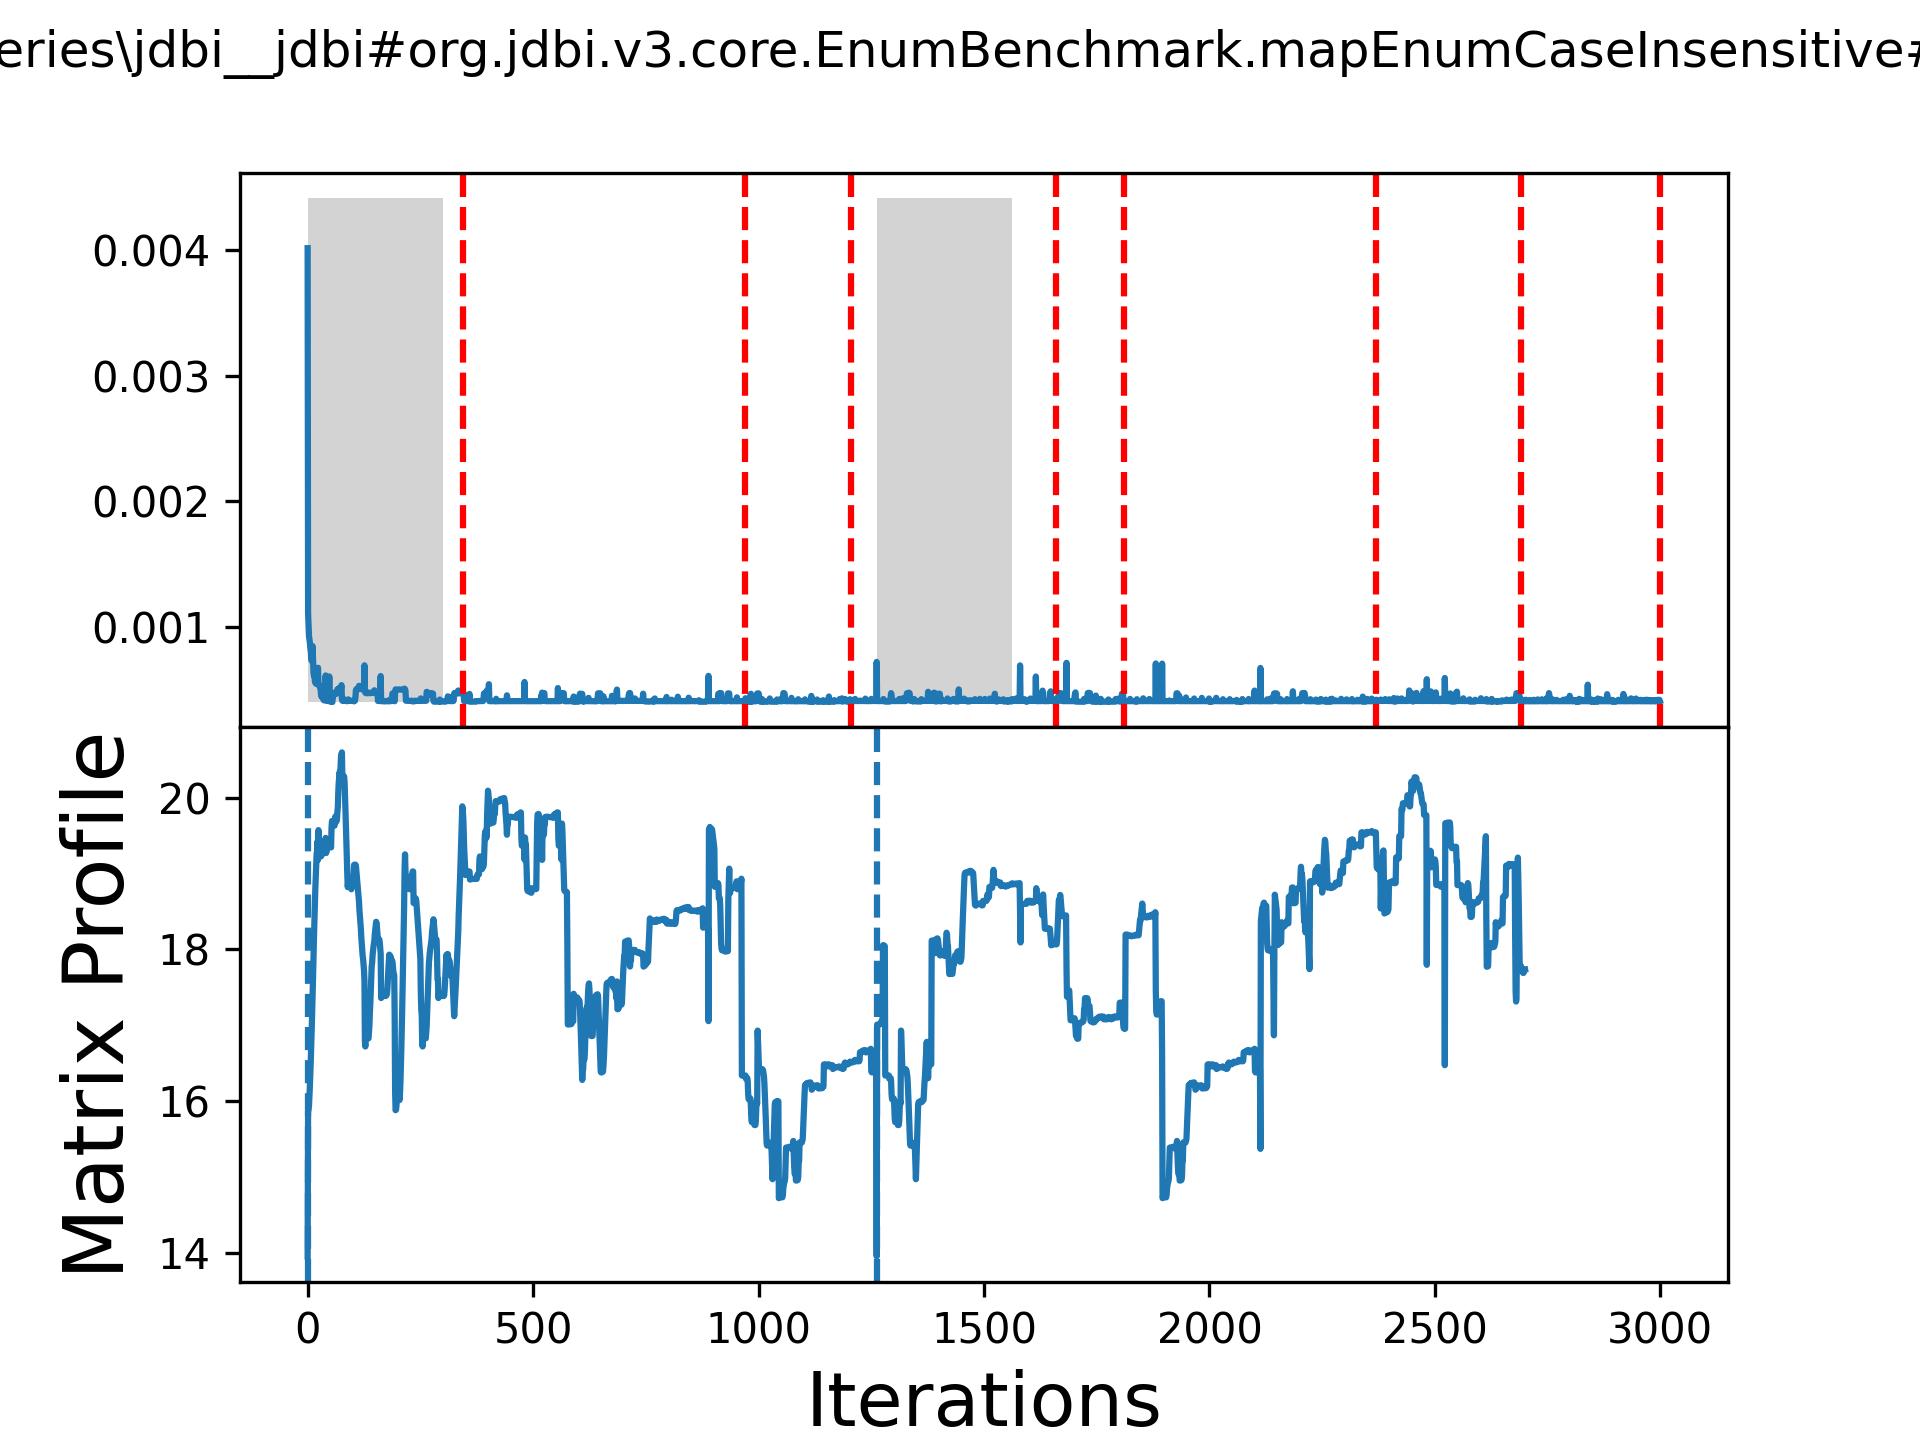 eries\jdbi__jdbi#org.jdbi.v3.core.EnumBenchmark.mapEnumCaseInsensitive#
0.004
0.003
0.002
0.001
Matrix Profile
20
18
16
14
0 500 1000 1500 2000 2500 3000
Iterations